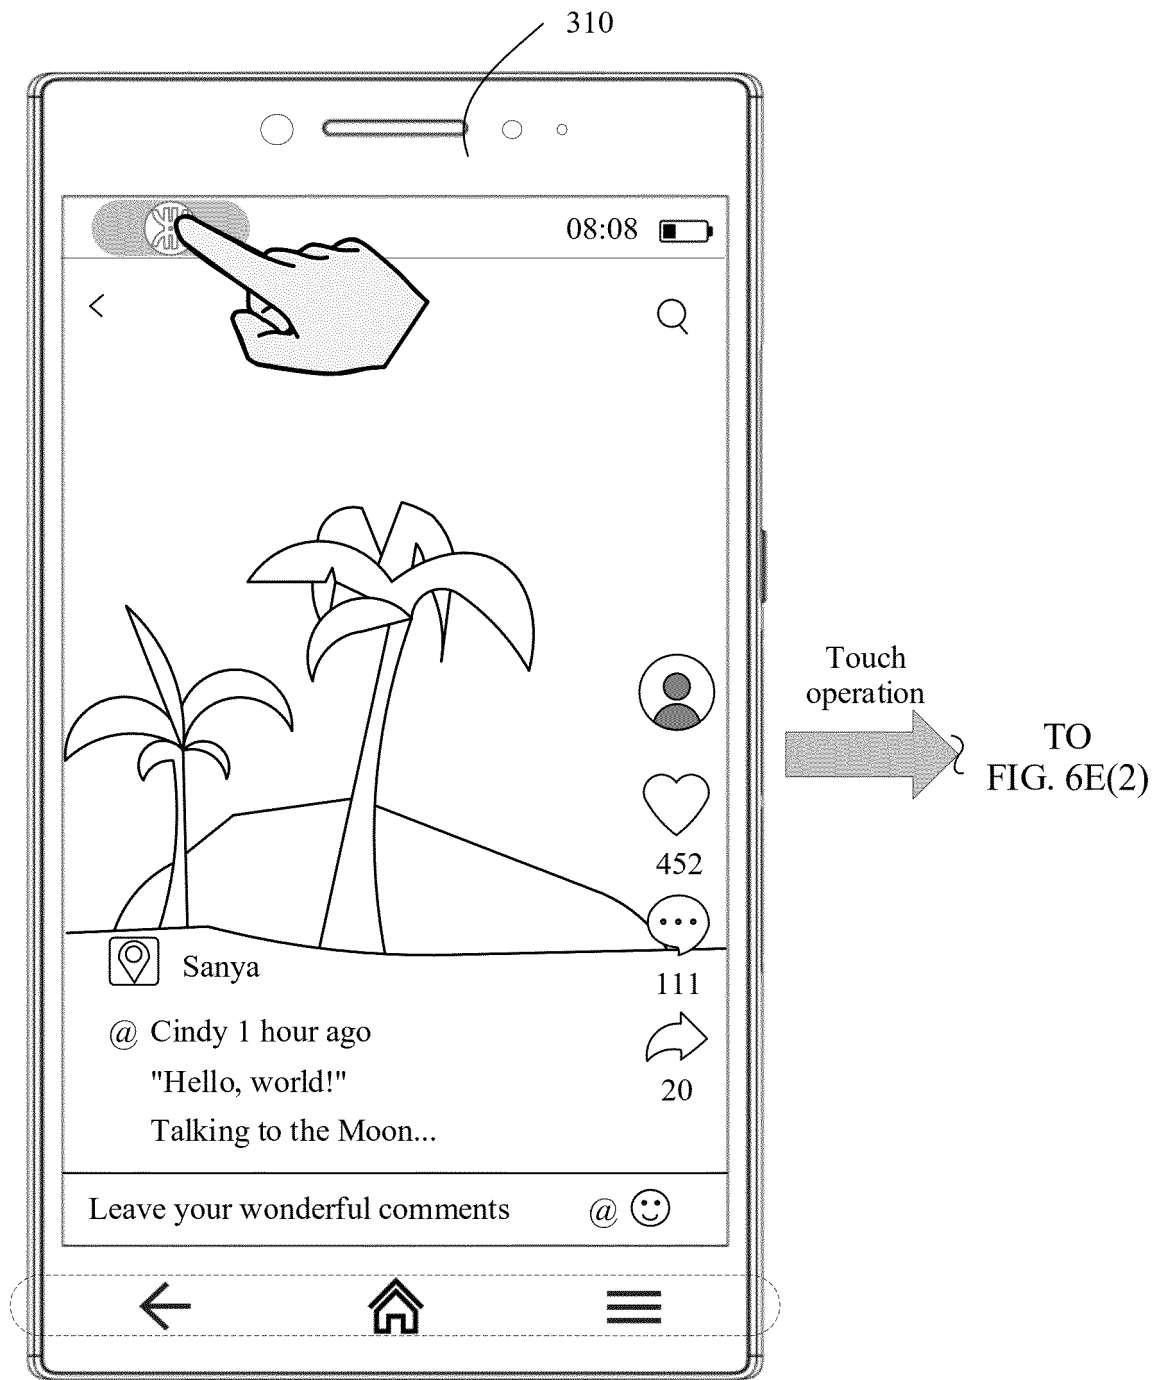 310
08:08
Touch
operation
TO
FIG. 6E(2)
452
111
20
Sanya
@ Cindy 1 hour ago
"Hello, world!"
Talking to the Moon...
Leave your wonderful comments @